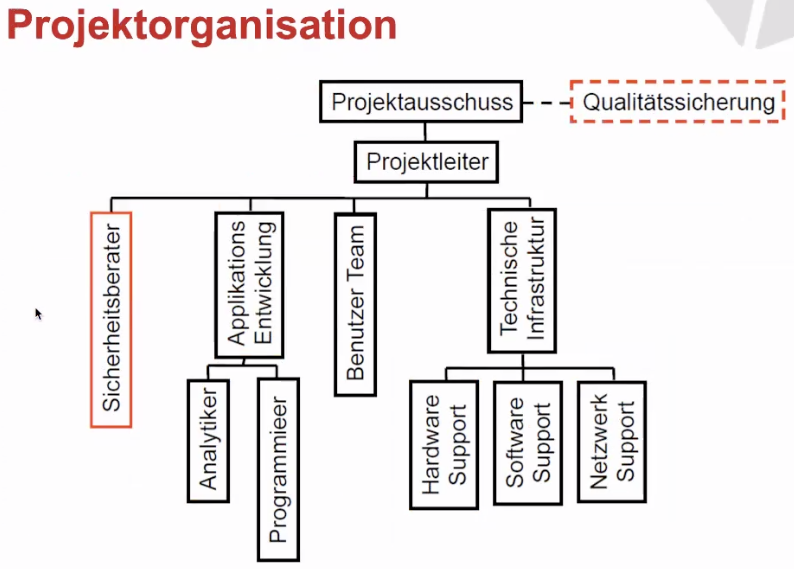 Projektorganisation
Projektausschuss
Qualitätssicherung
Projektleiter
Sicherheitsberater
Applikations
Entwicklung
Benutzer Team
Technische
Infrastruktur
Analytiker
Programmieer
Hardware
Support
Software
Support
Netzwerk
Support